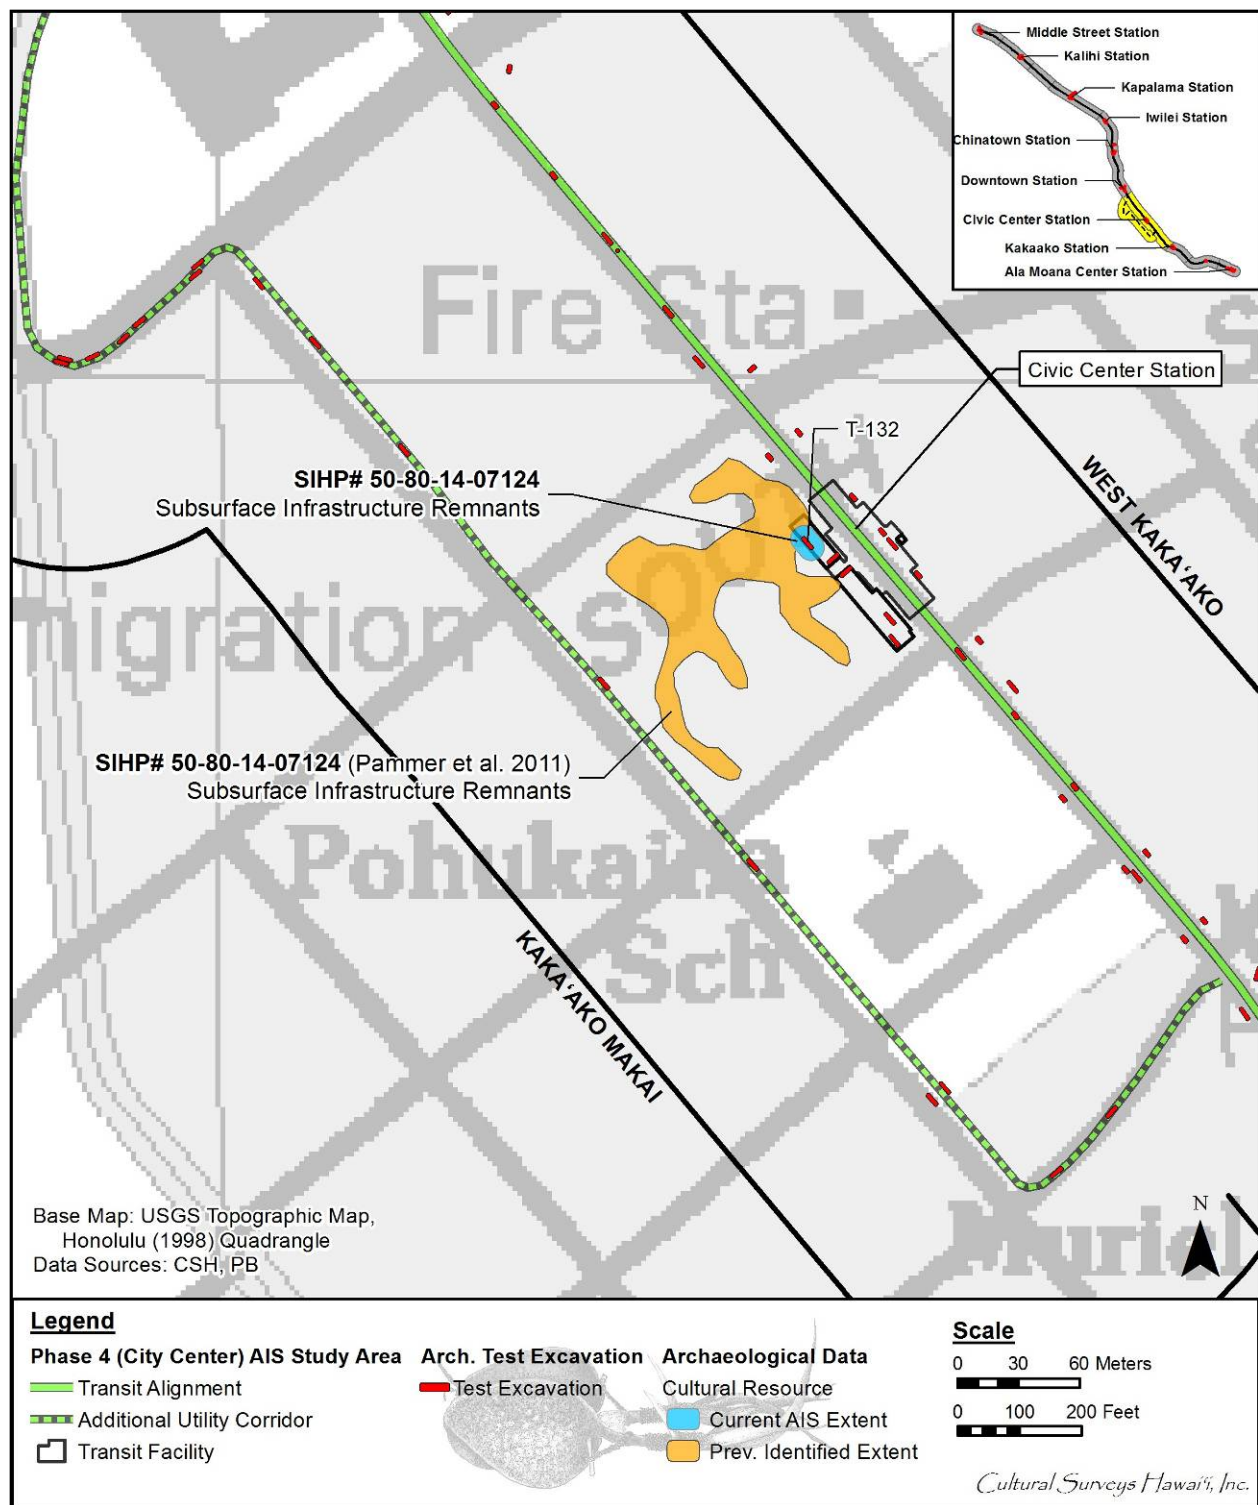 Middle Street Station
Kalihi Station
Kapalama Station
Iwilei Station
Chinatown Station
Downtown Station
Civic Center Station
Kakaako Station
Ala Moana Center Station
Fire Sta
Civic Center Station
T-132
WEST KAKAʻAKO
SIHP# 50-80-14-07124
Subsurface Infrastructure Remnants
migration
South
SIHP# 50-80-14-07124 (Pammer et al. 2011)
Subsurface Infrastructure Remnants
Pohukaina
Sch
KAKAʻAKO MAKAI
Muriel
N
Base Map: USGS Topographic Map,
Honolulu (1998) Quadrangle
Data Sources: CSH, PB
Legend
Phase 4 (City Center) AIS Study Area
Transit Alignment
Additional Utility Corridor
Transit Facility
Arch. Test Excavation
Test Excavation
Archaeological Data
Cultural Resource
Current AIS Extent
Prev. Identified Extent
Scale
0 30 60 Meters
0 100 200 Feet
Cultural Surveys Hawaiʻi, Inc.